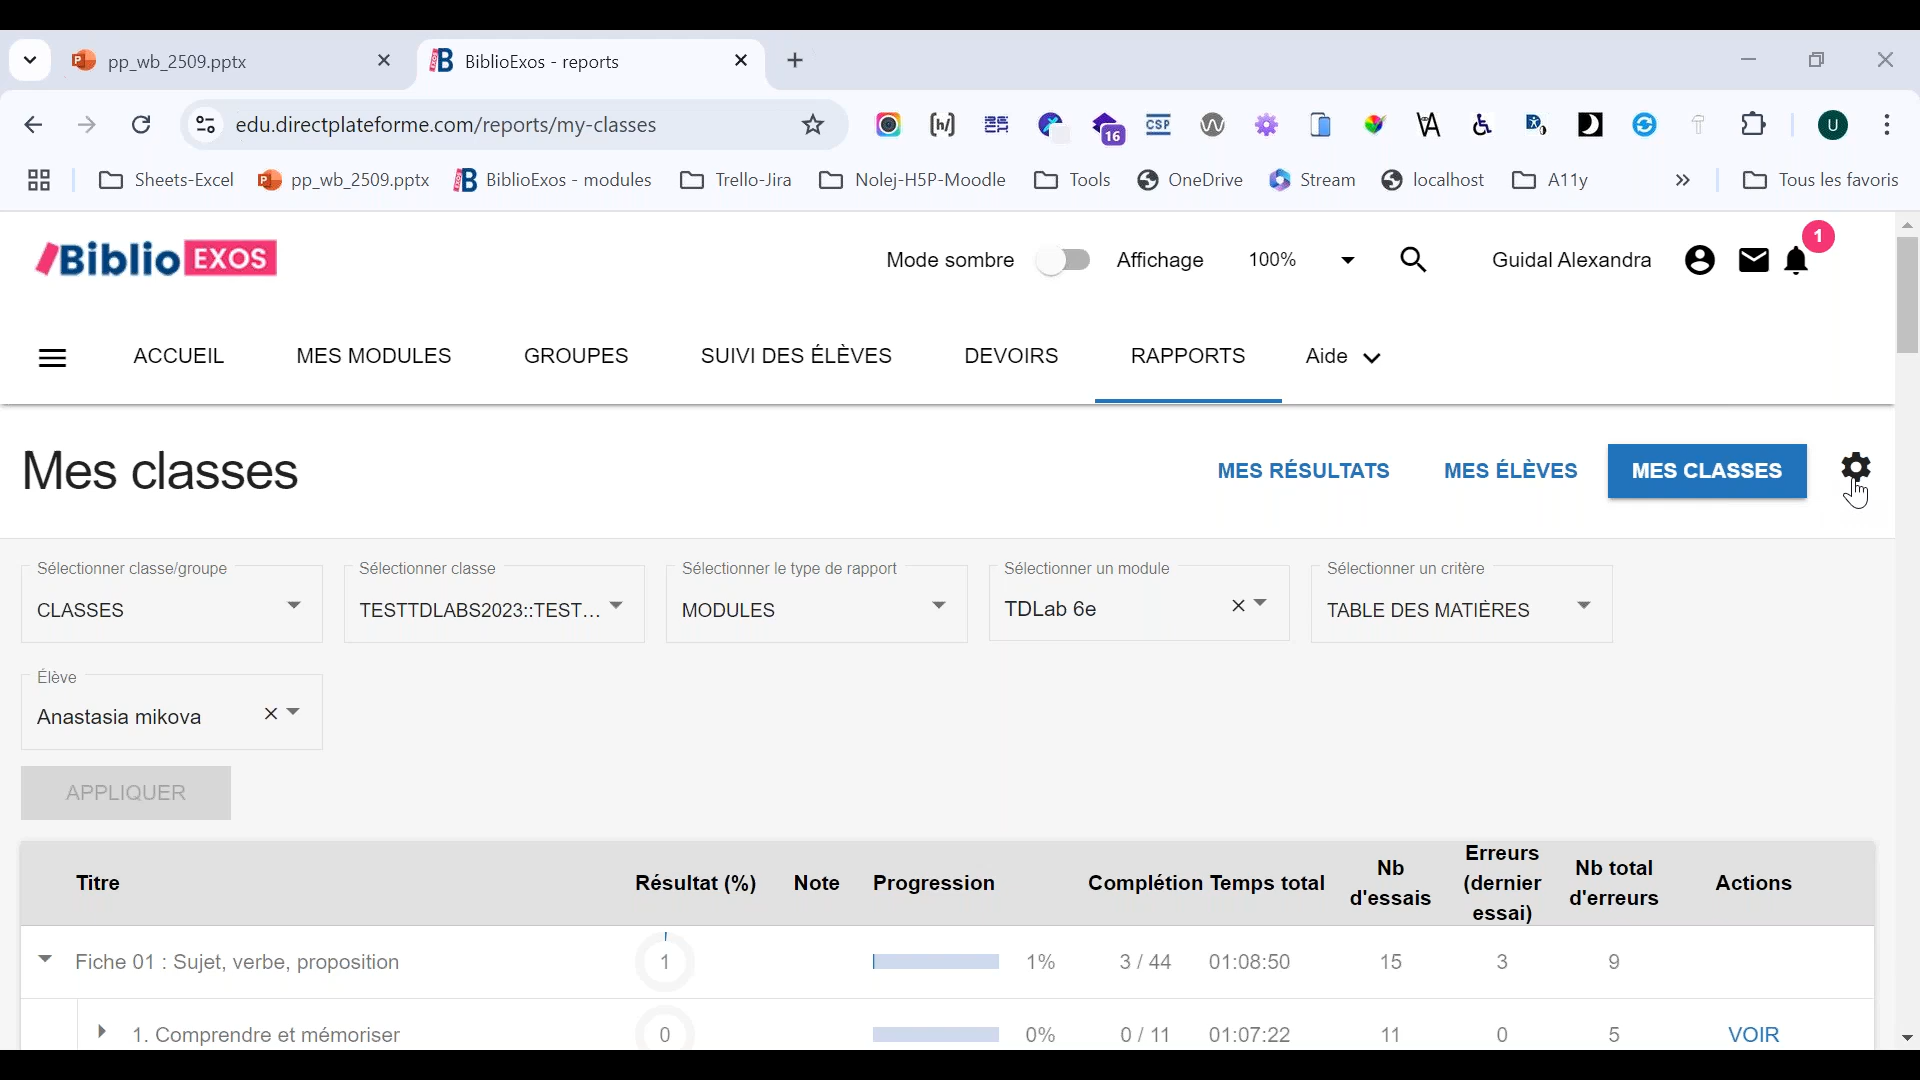 pp_wb_2509.pptx
BiblioExos - reports
edu.directplateforme.com/reports/my-classes
16
CSP
U
Sheets-Excel
pp_wb_2509.pptx
BiblioExos - modules
Trello-Jira
Nolej-H5P-Moodle
Tools
OneDrive
Stream
localhost
A11y
Tous les favoris
Biblio EXOS
Mode sombre
Affichage
100%
Guidal Alexandra
1
ACCUEIL
MES MODULES
GROUPES
SUIVI DES ÉLÈVES
DEVOIRS
RAPPORTS
Aide
Mes classes
MES RÉSULTATS
MES ÉLÈVES
MES CLASSES
Sélectionner classe/groupe
CLASSES
Sélectionner classe
TESTTDLABS2023::TEST...
Sélectionner le type de rapport
MODULES
Sélectionner un module
TDLab 6e
Sélectionner un critère
TABLE DES MATIÈRES
Élève
Anastasia mikova
APPLIQUER
Titre
Résultat (%)
Note
Progression
Complétion
Temps total
Nb
d'essais
Erreurs
(dernier
essai)
Nb total
d'erreurs
Actions
Fiche 01 : Sujet, verbe, proposition
1
1%
3 / 44
01:08:50
15
3
9
1. Comprendre et mémoriser
0
0%
0 / 11
01:07:22
11
0
5
VOIR